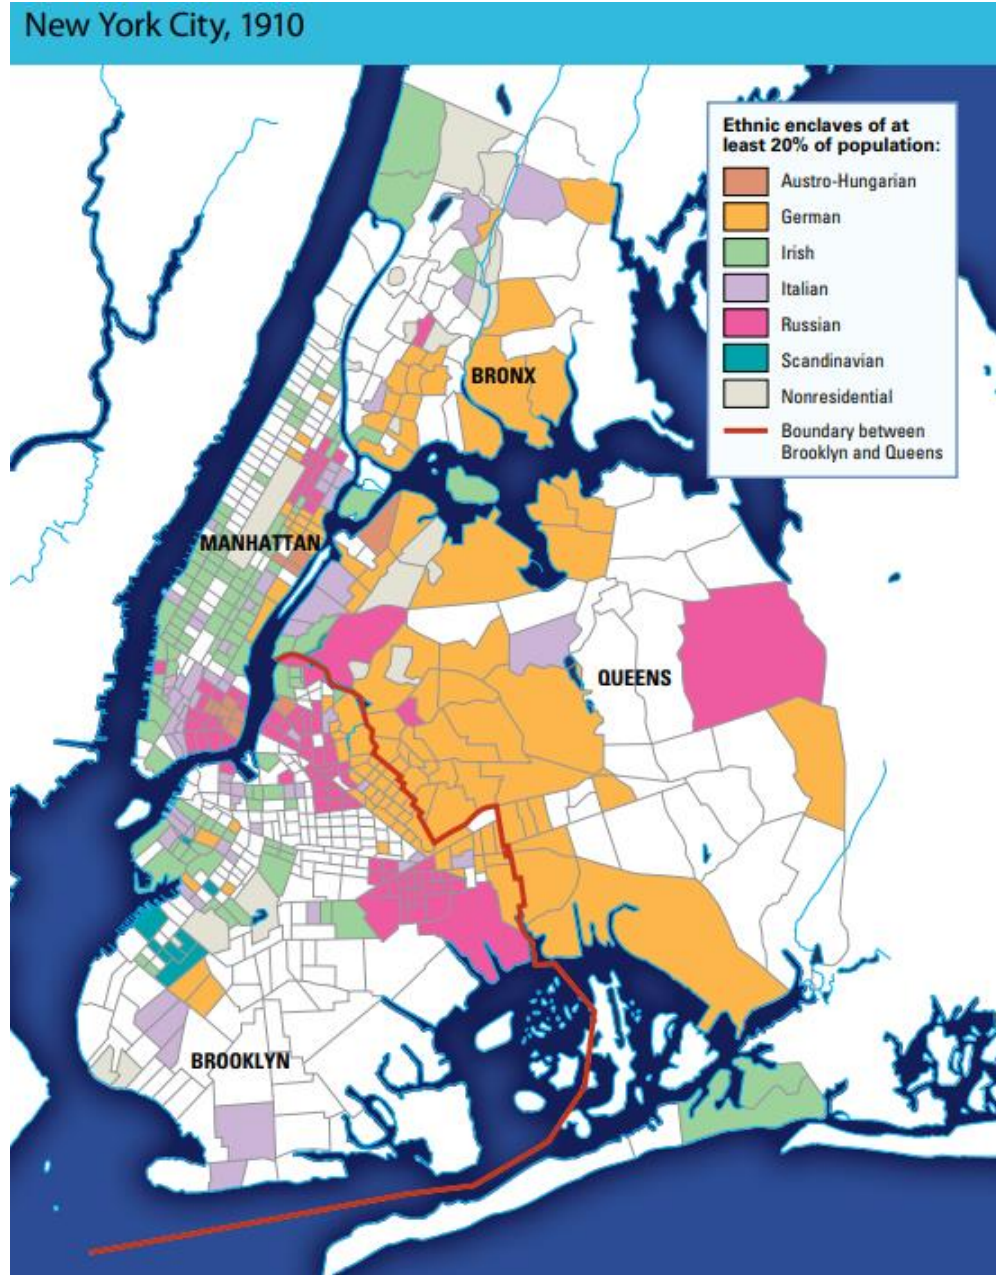 New York City, 1910
Ethnic enclaves of at
least 20% of population:
Austro-Hungarian
German
Irish
Italian
Russian
Scandinavian
Nonresidential
Boundary between
Brooklyn and Queens
BRONX
MANHATTAN
QUEENS
BROOKLYN